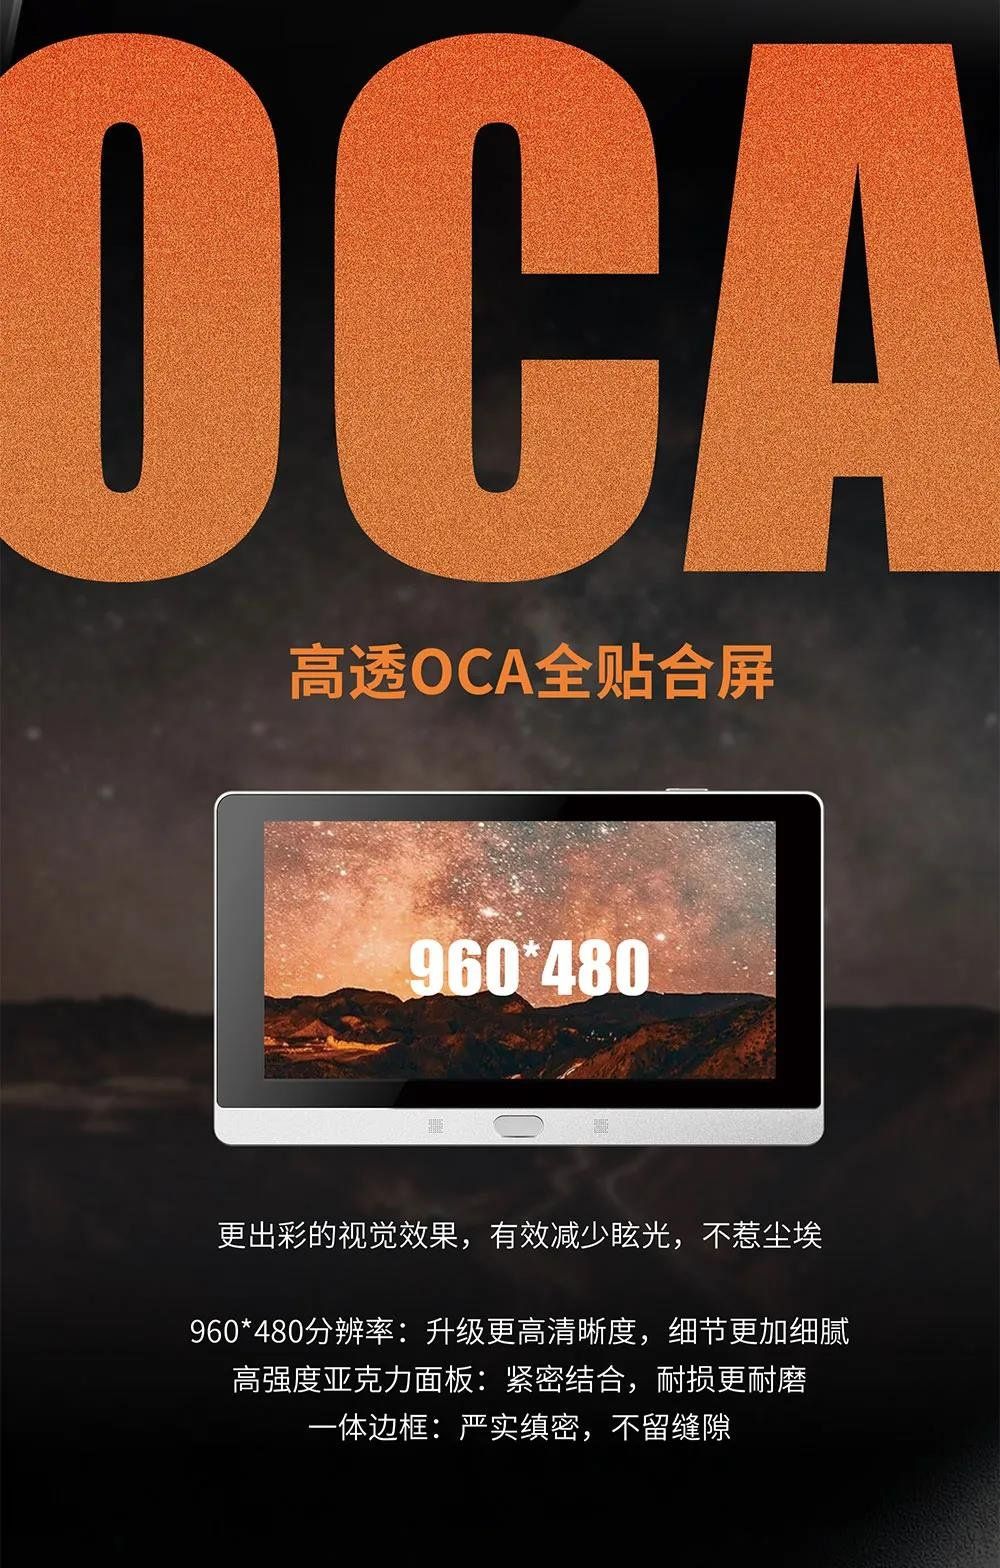 OCA
高透OCA全贴合屏
960*480
更出彩的视觉效果，有效减少眩光，不惹尘埃
960*480分辨率：升级更高清晰度，细节更加细腻
高强度亚克力面板：紧密结合，耐损更耐磨
一体边框：严实缜密，不留缝隙